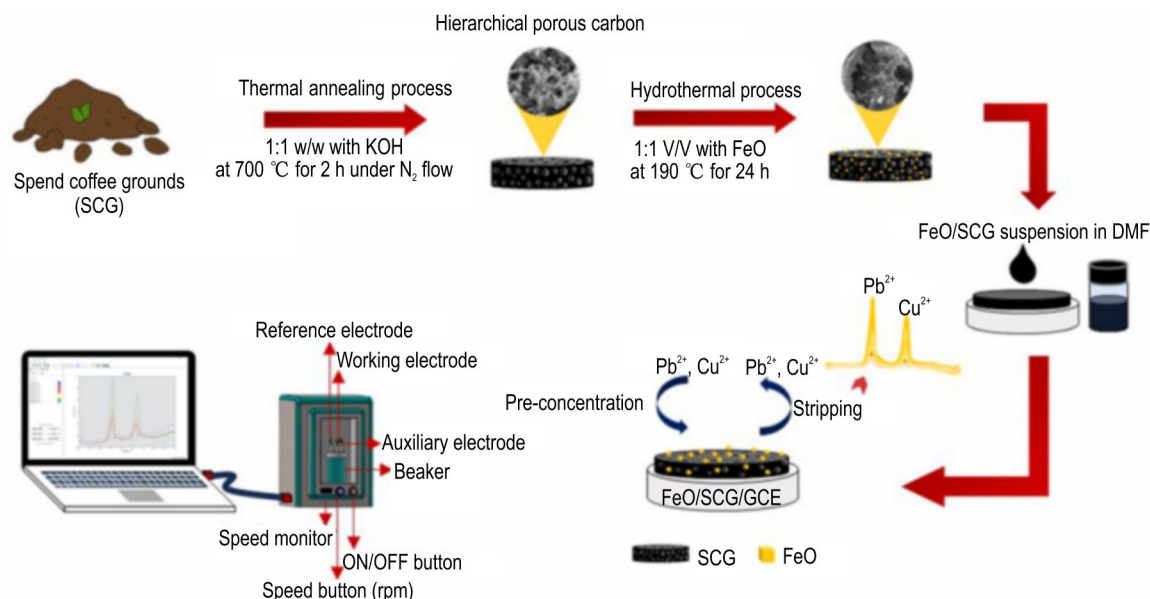 Hierarchical porous carbon
Thermal annealing process
1:1 w/w with KOH
at 700 ℃ for 2 h under N₂ flow
Hydrothermal process
1:1 V/V with FeO
at 190 ℃ for 24 h
Spend coffee grounds
(SCG)
FeO/SCG suspension in DMF
Pb²⁺
Cu²⁺
Pb²⁺, Cu²⁺
Pb²⁺, Cu²⁺
Pre-concentration
Stripping
FeO/SCG/GCE
SCG
FeO
Reference electrode
Working electrode
Auxiliary electrode
Beaker
Speed monitor
ON/OFF button
Speed button (rpm)